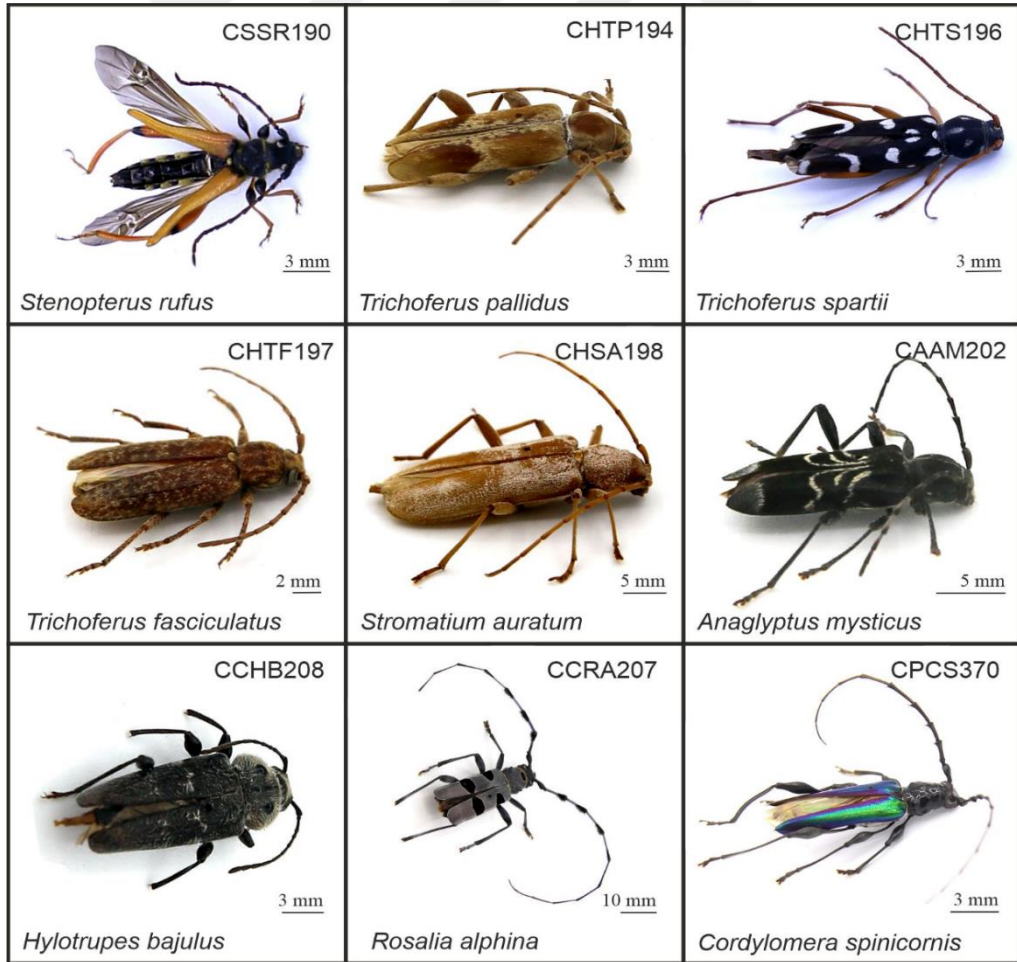 CSSR190
3 mm
Stenopterus rufus
CHTP194
3 mm
Trichoferus pallidus
CHTS196
3 mm
Trichoferus spartii
CHTF197
2 mm
Trichoferus fasciculatus
CHSA198
5 mm
Stromatium auratum
CAAM202
5 mm
Anaglyptus mysticus
CCHB208
3 mm
Hylotrupes bajulus
CCRA207
10 mm
Rosalia alphina
CPCS370
3 mm
Cordylomera spinicornis